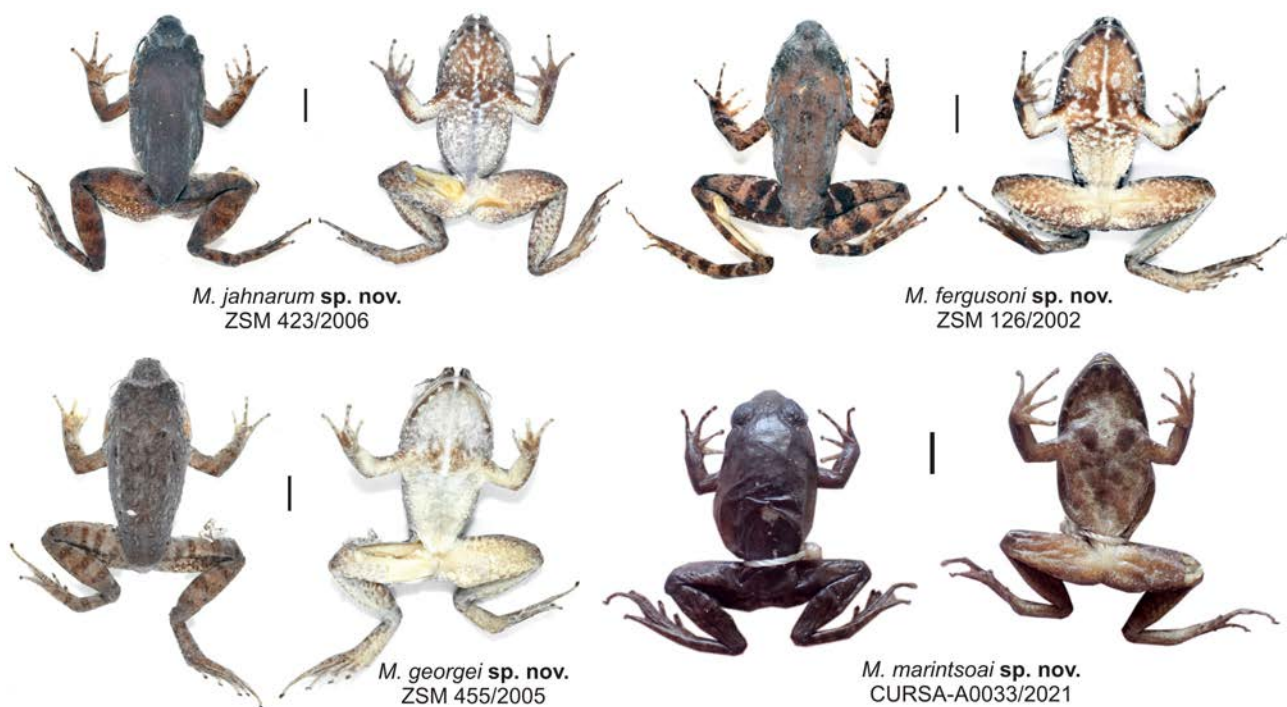 M. jahnarum sp. nov.
ZSM 423/2006
M. fergusoni sp. nov.
ZSM 126/2002
M. georgei sp. nov.
ZSM 455/2005
M. marintsoai sp. nov.
CURSA-A0033/2021